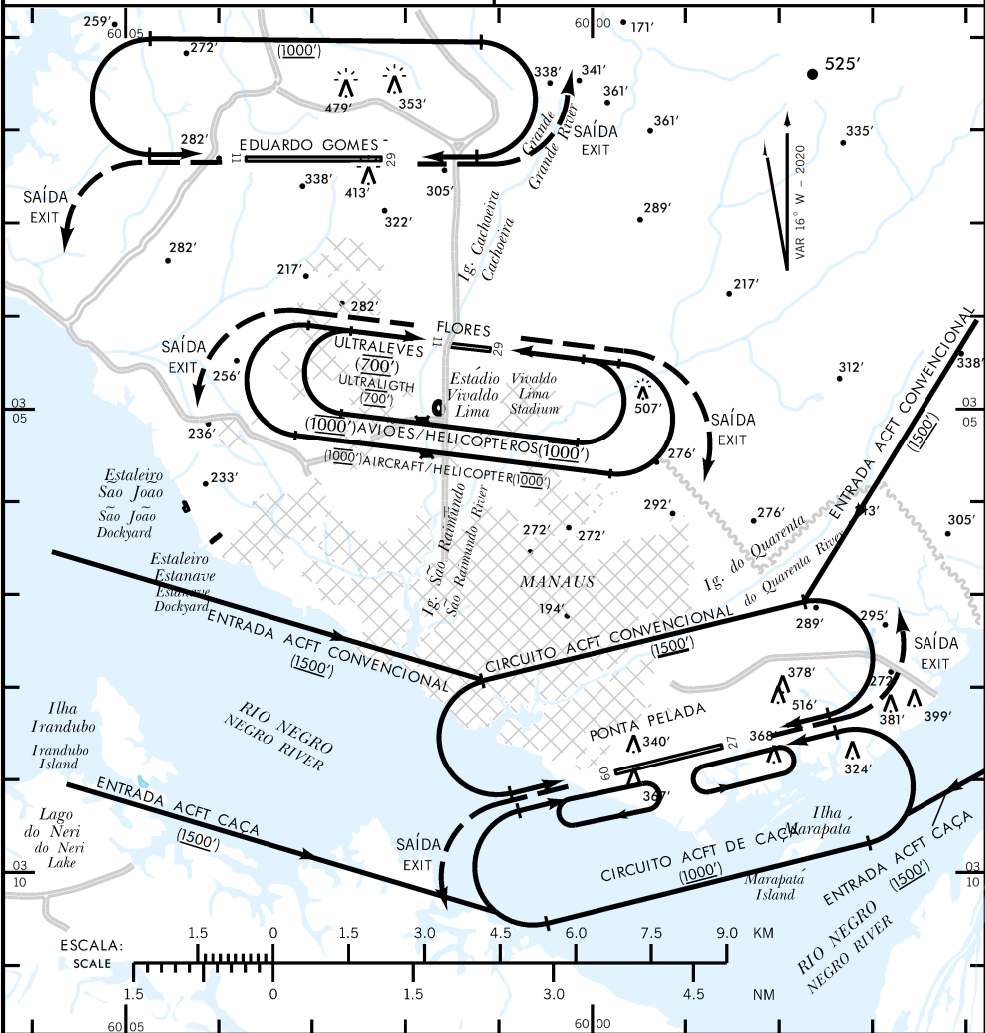 259'
60 05
60 00
171'
272'
(1000')
525'
338'
341'
479'
353'
361'
Grande
Grande River
SAÍDA
EXIT
361'
335'
282'
EDUARDO GOMES
11
29
338'
413'
305'
SAÍDA
EXIT
322'
289'
VAR 16° W – 2020
Ig. Cachoeira
Cachoeira
282'
217'
217'
282'
FLORES
11
29
ULTRALEVES
(700')
ULTRALIGTH
(700')
SAÍDA
EXIT
256'
Estádio
Vivaldo
Lima
Vivaldo
Lima
Stadium
507'
312'
338'
ENTRADA ACFT CONVENCIONAL
(1500')
03
05
03
05
236'
(1000')AVIOES/HELICOPTEROS(1000')
(1000')AIRCRAFT/HELICOPTER(1000')
SAÍDA
EXIT
276'
233'
Estaleiro
São João
São João
Dockyard
292'
276'
305'
Ig. São Raimundo
São Raimundo River
272'
272'
Ig. do Quarenta
do Quarenta River
Estaleiro
Estanave
Estanave
Dockyard
MANAUS
194'
ENTRADA ACFT CONVENCIONAL
(1500')
CIRCUITO ACFT CONVENCIONAL
(1500')
289'
295'
SAÍDA
EXIT
272'
378'
516'
381'
399'
Ilha
Irandubo
Irandubo
Island
RIO NEGRO
NEGRO RIVER
PONTA PELADA
09
27
340'
368'
324'
367'
ENTRADA ACFT CAÇA
(1500')
Lago
do Neri
do Neri
Lake
SAÍDA
EXIT
Ilha
Marapatá
Marapatá
Island
CIRCUITO ACFT DE CAÇA
(1000')
ENTRADA ACFT CAÇA
(1500')
03
10
03
10
RIO NEGRO
NEGRO RIVER
ESCALA:
SCALE
1.5 0 1.5 3.0 4.5 6.0 7.5 9.0 KM
1.5 0 1.5 3.0 4.5 NM
60 05
60 00